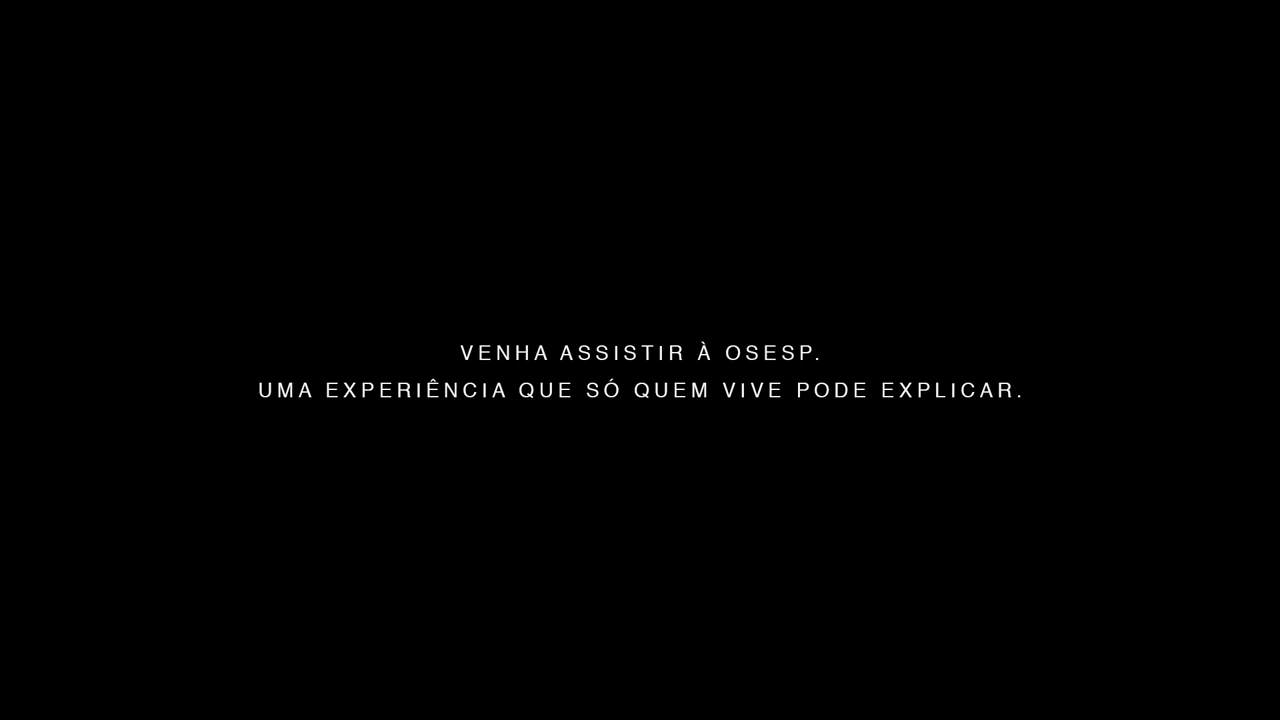 VENHA ASSISTIR À OSESP.
UMA EXPERIÊNCIA QUE SÓ QUEM VIVE PODE EXPLICAR.